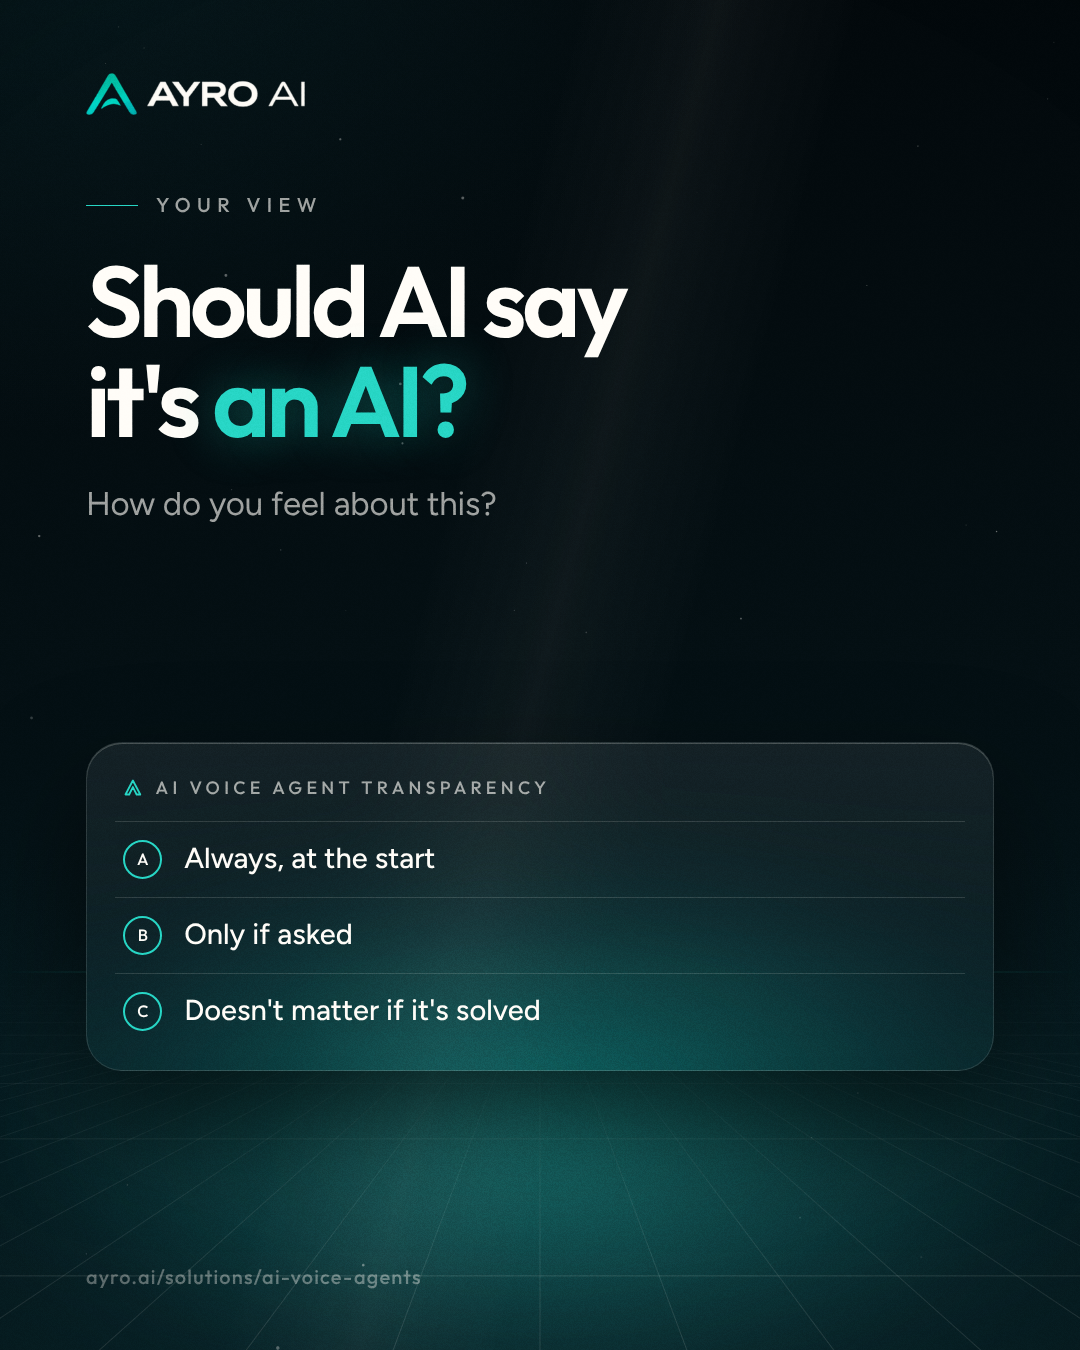 AYRO AI
YOUR VIEW
Should AI say
it's an AI?
How do you feel about this?
AI VOICE AGENT TRANSPARENCY
A Always, at the start
B Only if asked
C Doesn't matter if it's solved
ayro.ai/solutions/ai-voice-agents